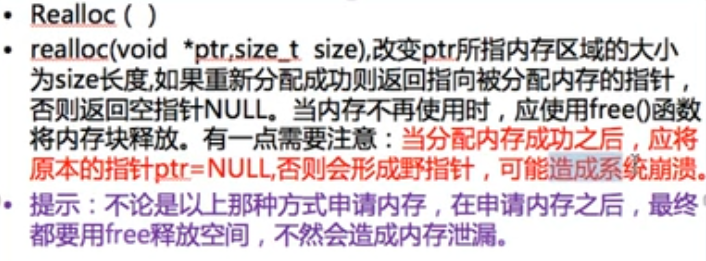 • Realloc ( )
• realloc(void *ptr,size_t size),改变ptr所指内存区域的大小
为size长度,如果重新分配成功则返回指向被分配内存的指针，
否则返回空指针NULL。当内存不再使用时，应使用free()函数
将内存块释放。有一点需要注意：当分配内存成功之后，应将
原本的指针ptr=NULL,否则会形成野指针，可能造成系统崩溃。
• 提示：不论是以上那种方式申请内存，在申请内存之后，最终
都要用free释放空间，不然会造成内存泄漏。